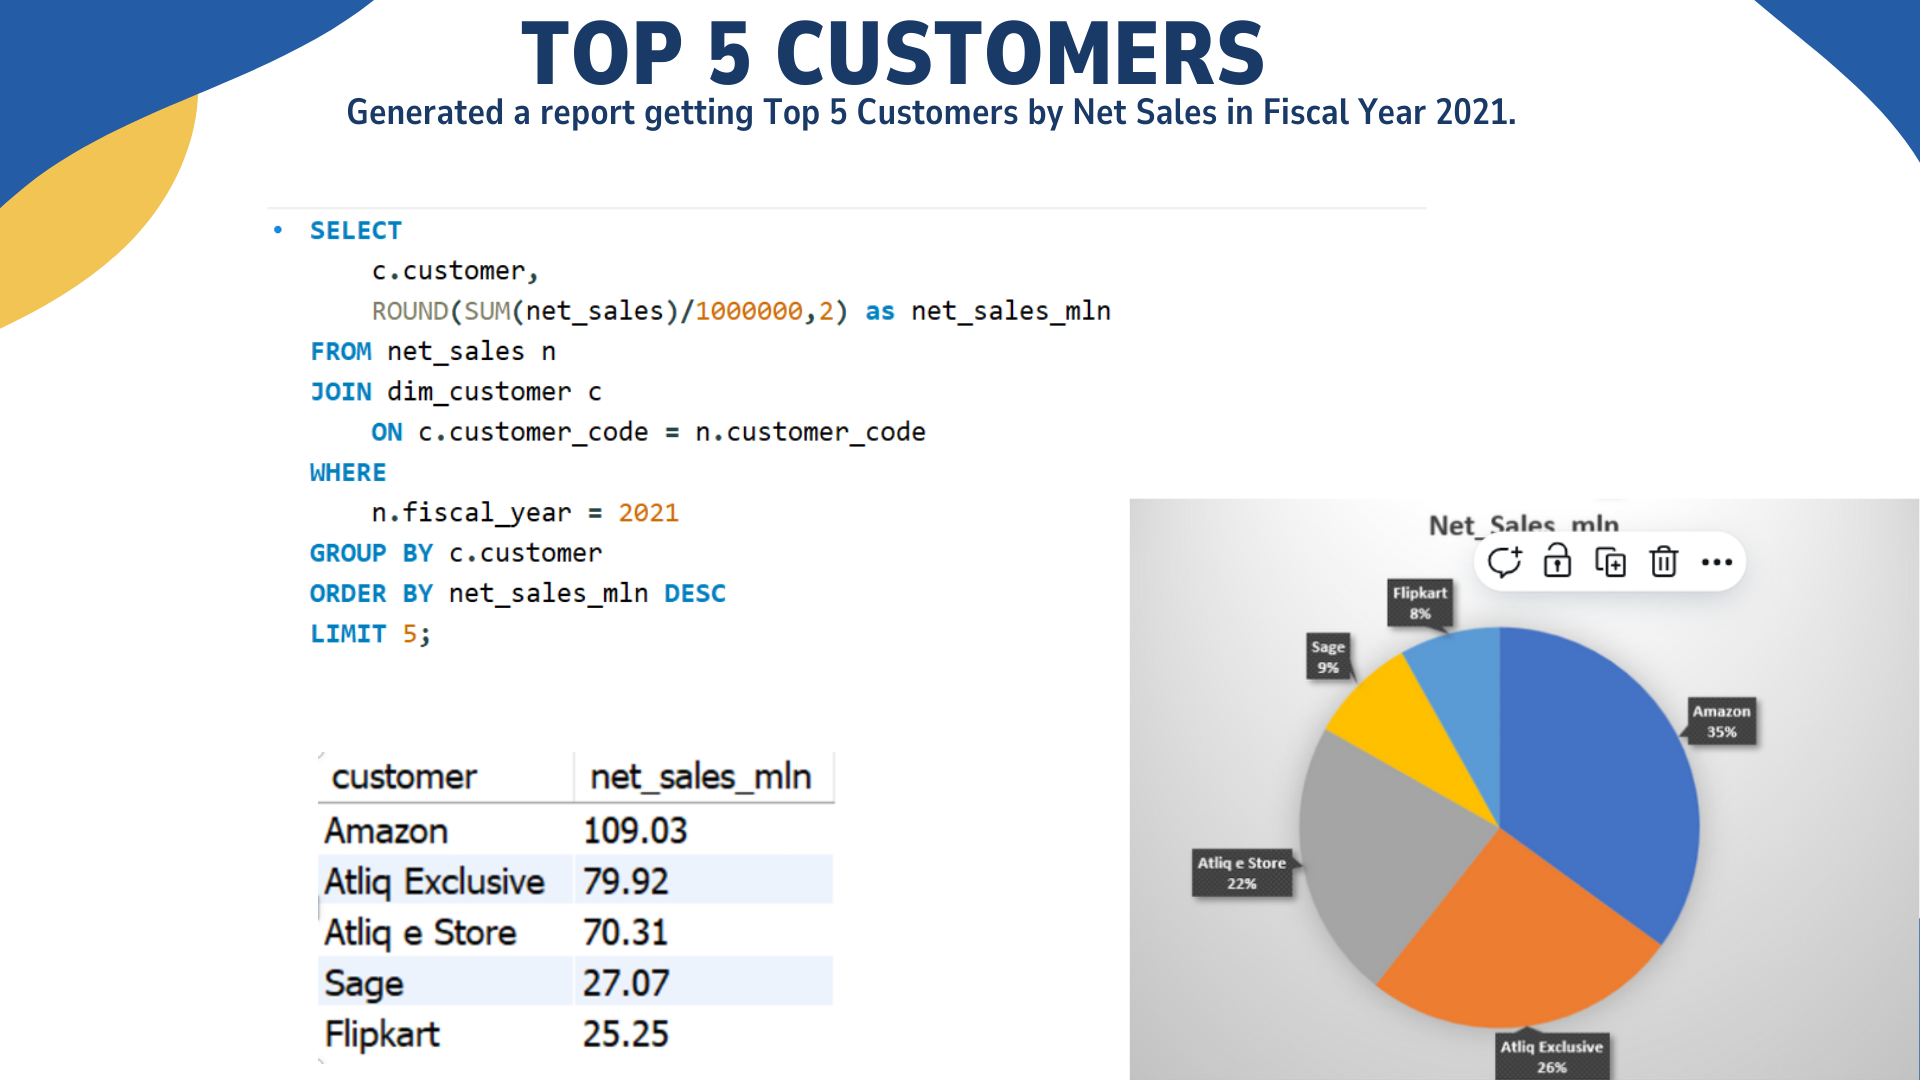 TOP 5 CUSTOMERS
Generated a report getting Top 5 Customers by Net Sales in Fiscal Year 2021.
• SELECT
c.customer,
ROUND(SUM(net_sales)/1000000,2) as net_sales_mln
FROM net_sales n
JOIN dim_customer c
ON c.customer_code = n.customer_code
WHERE
n.fiscal_year = 2021
GROUP BY c.customer
ORDER BY net_sales_mln DESC
LIMIT 5;
customer net_sales_mln
Amazon 109.03
Atliq Exclusive 79.92
Atliq e Store 70.31
Sage 27.07
Flipkart 25.25
Net_Sales_mln
Flipkart
8%
Sage
9%
Amazon
35%
Atliq e Store
22%
Atliq Exclusive
26%